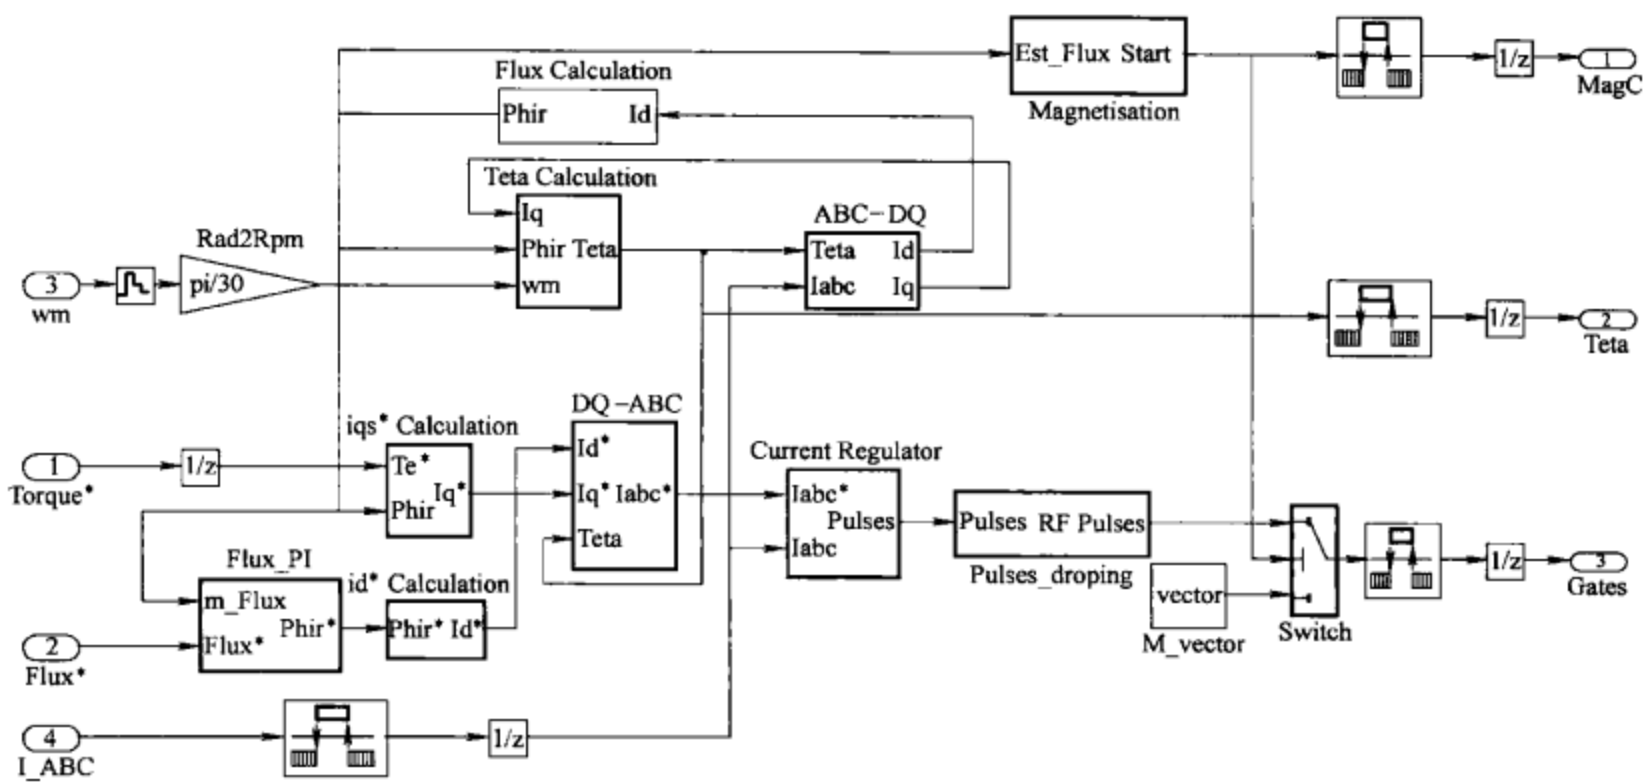 Est_Flux Start
Magnetisation
1/z
1
MagC
Flux Calculation
Phir Id
Teta Calculation
Iq
Phir Teta
wm
ABC-DQ
Teta Id
Iabc Iq
Rad2Rpm
3
wm
pi/30
1/z
2
Teta
iqs* Calculation
1
Torque*
1/z
Te*
Iq*
Phir
DQ-ABC
Id*
Iq* Iabc*
Teta
Current Regulator
Iabc*
Pulses
Iabc
Pulses RF Pulses
Pulses_droping
vector
M_vector
Switch
1/z
3
Gates
Flux_PI
m_Flux
Phir*
Flux*
2
Flux*
id* Calculation
Phir* Id*
4
I_ABC
1/z